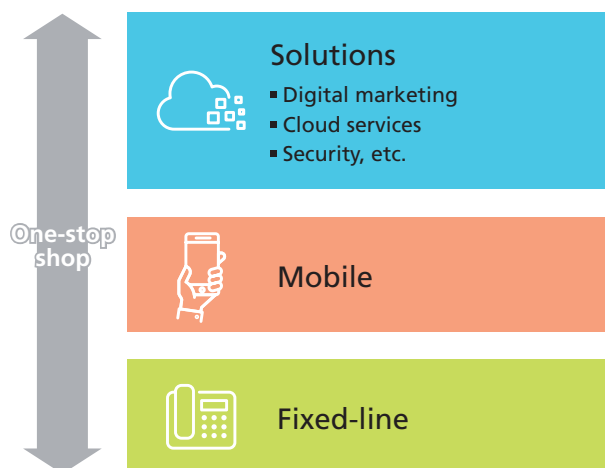 Solutions
▪ Digital marketing
▪ Cloud services
▪ Security, etc.
One-stop
shop
Mobile
Fixed-line